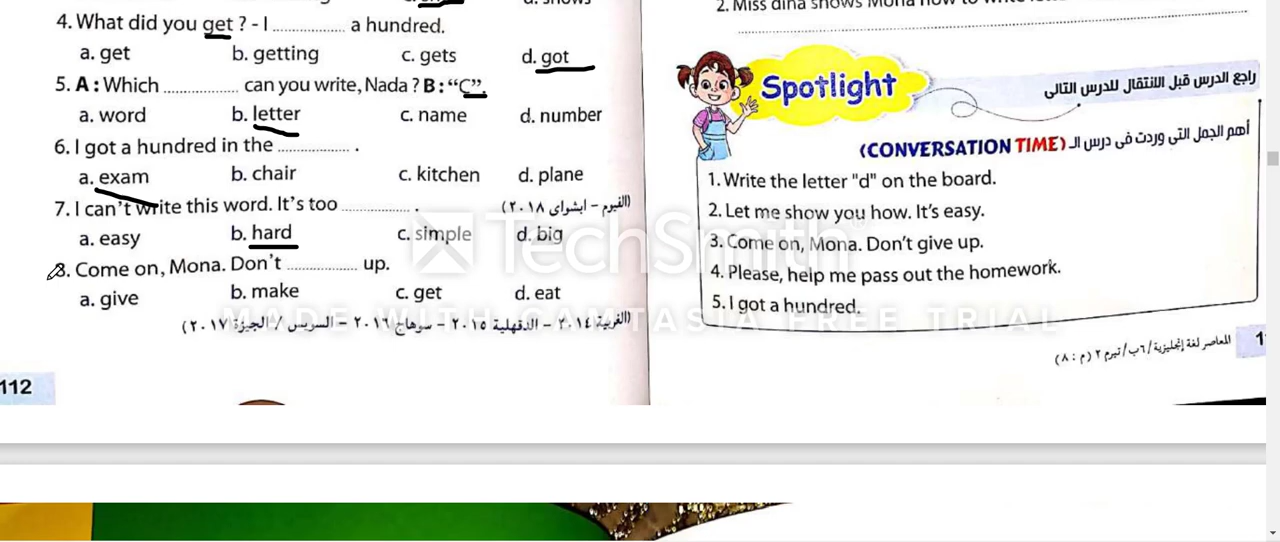 4. What did you get ? - I ................ a hundred.
a. get b. getting c. gets d. got
5. A : Which ................ can you write, Nada ? B : “C”.
a. word b. letter c. name d. number
6. I got a hundred in the ................ .
a. exam b. chair c. kitchen d. plane
7. I can’t write this word. It’s too ................ . (الفيوم – ابشواى ٢٠١٨)
a. easy b. hard c. simple d. big
8. Come on, Mona. Don’t ................ up.
a. give b. make c. get d. eat
(الغربية ٢٠١٤ – الدقهلية ٢٠١٥ – سوهاج ٢٠١٦ – السويس / الجيزة ٢٠١٧)
112
2. Miss dina shows Mona how to write
Spotlight
راجع الدرس قبل الانتقال للدرس التالى
أهم الجمل التى وردت فى درس الـ (CONVERSATION TIME)
1. Write the letter "d" on the board.
2. Let me show you how. It’s easy.
3. Come on, Mona. Don’t give up.
4. Please, help me pass out the homework.
5. I got a hundred.
المعاصر لغة إنجليزية / ٦ب / تيرم ٢ (م : ٨)
TechSmith
MADE WITH CAMTASIA FREE TRIAL